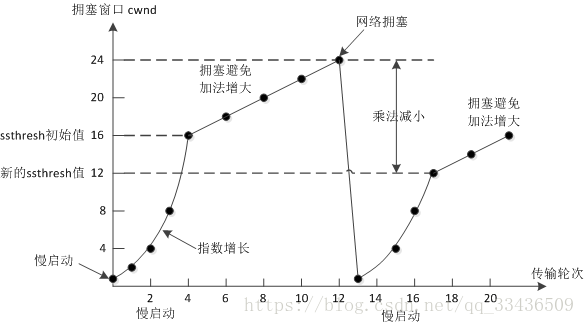 拥塞窗口 cwnd
网络拥塞
24
拥塞避免
加法增大
20
拥塞避免
加法增大
乘法减小
ssthresh初始值 16
新的ssthresh值 12
8
指数增长
4
慢启动
传输轮次
2 4 6 8 10 12 14 16 18 20
慢启动
慢启动
https://blog.csdn.net/qq_33436509